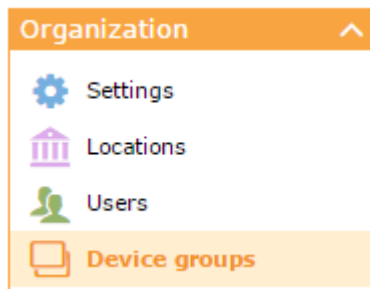 Organization
Settings
Locations
Users
Device groups